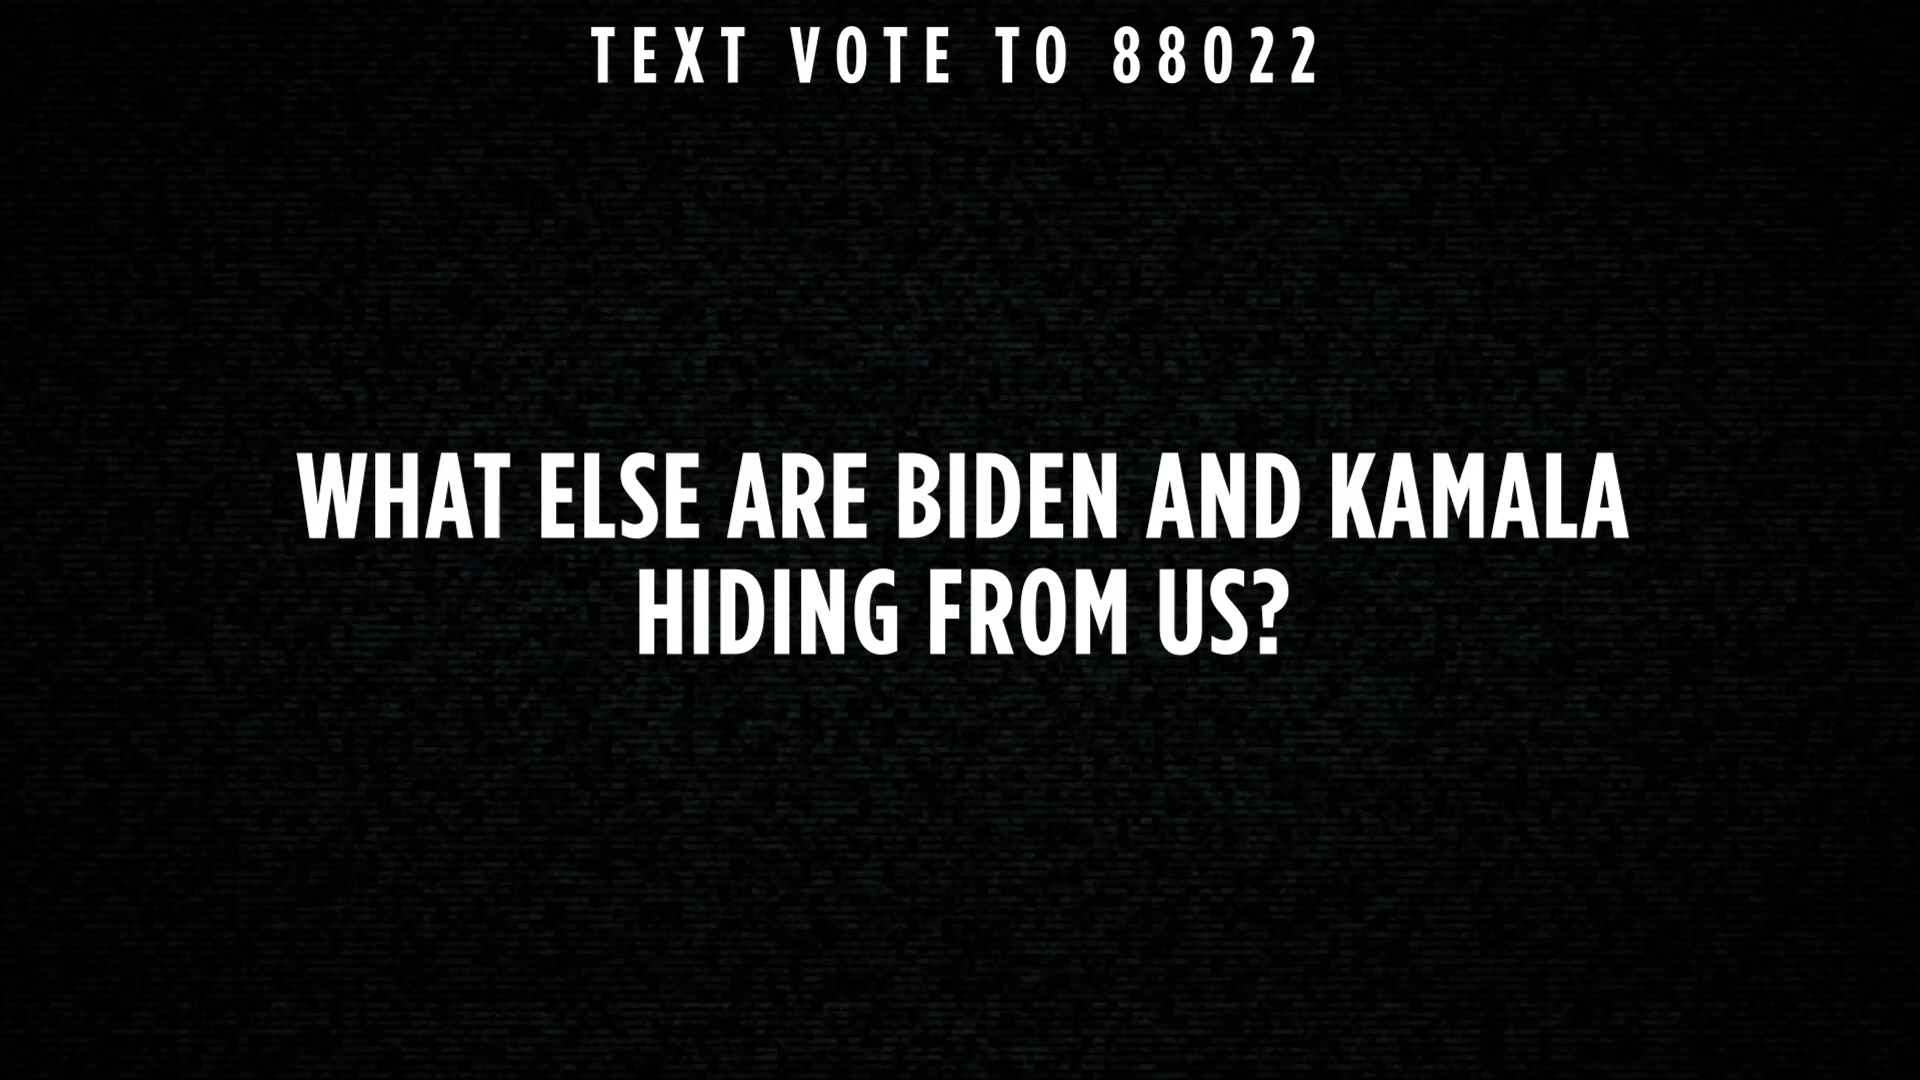 TEXT VOTE TO 88022
WHAT ELSE ARE BIDEN AND KAMALA
HIDING FROM US?